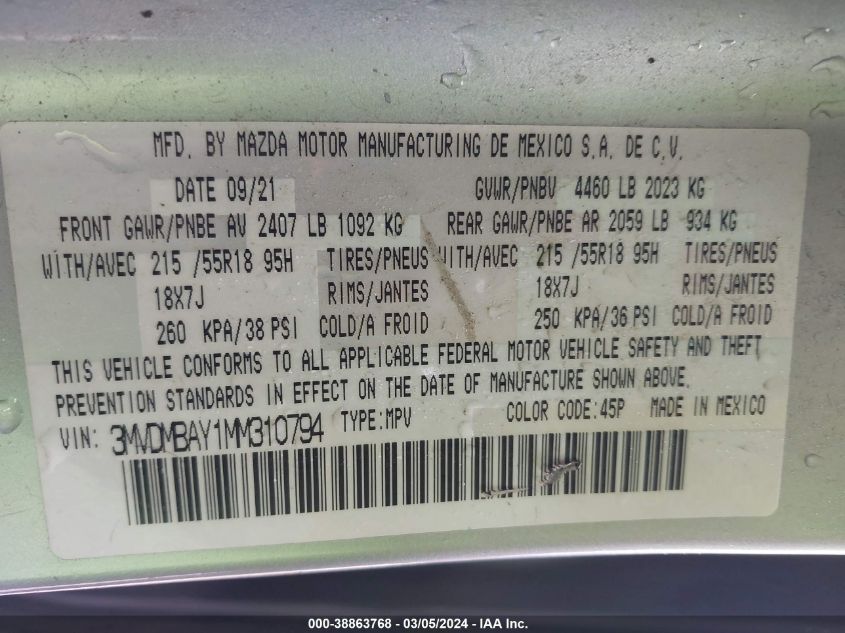 MFD. BY MAZDA MOTOR MANUFACTURING DE MEXICO S.A. DE C.V.
DATE 09/21 GVWR/PNBV 4460 LB 2023 KG
FRONT GAWR/PNBE AV 2407 LB 1092 KG REAR GAWR/PNBE AR 2059 LB 934 KG
WITH/AVEC 215 /55R18 95H TIRES/PNEUS WITH/AVEC 215 /55R18 95H TIRES/PNEUS
18X7J RIMS/JANTES 18X7J RIMS/JANTES
260 KPA/38 PSI COLD/A FROID 250 KPA/36 PSI COLD/A FROID
THIS VEHICLE CONFORMS TO ALL APPLICABLE FEDERAL MOTOR VEHICLE SAFETY AND THEFT
PREVENTION STANDARDS IN EFFECT ON THE DATE OF MANUFACTURE SHOWN ABOVE.
VIN: 3MVDMBAY1MM310794 TYPE:MPV COLOR CODE:45P MADE IN MEXICO
000-38863768 - 03/05/2024 - IAA Inc.